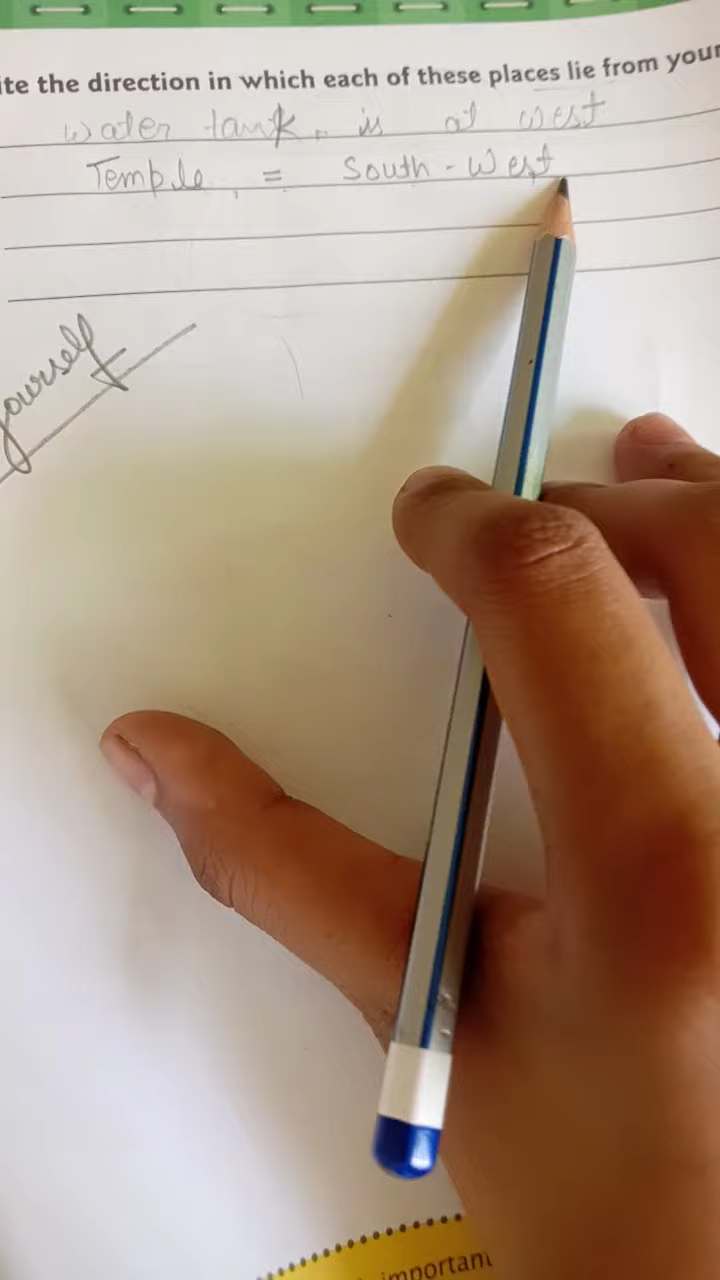 ite the direction in which each of these places lie from your
water tank, is at west
Temple, = South-West
yourself
important